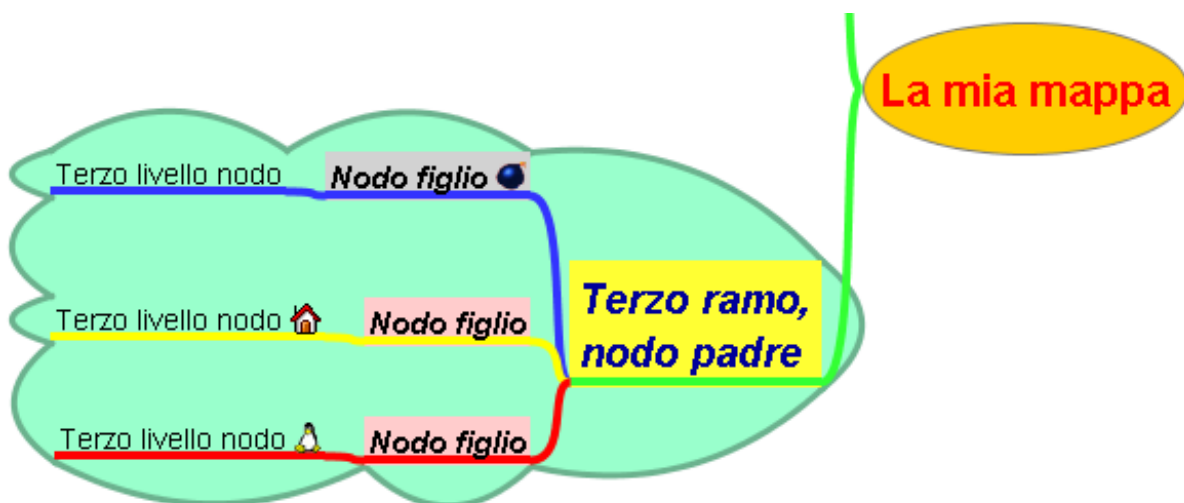 La mia mappa
Terzo livello nodo
Nodo figlio
Terzo ramo,
nodo padre
Terzo livello nodo
Nodo figlio
Terzo livello nodo
Nodo figlio